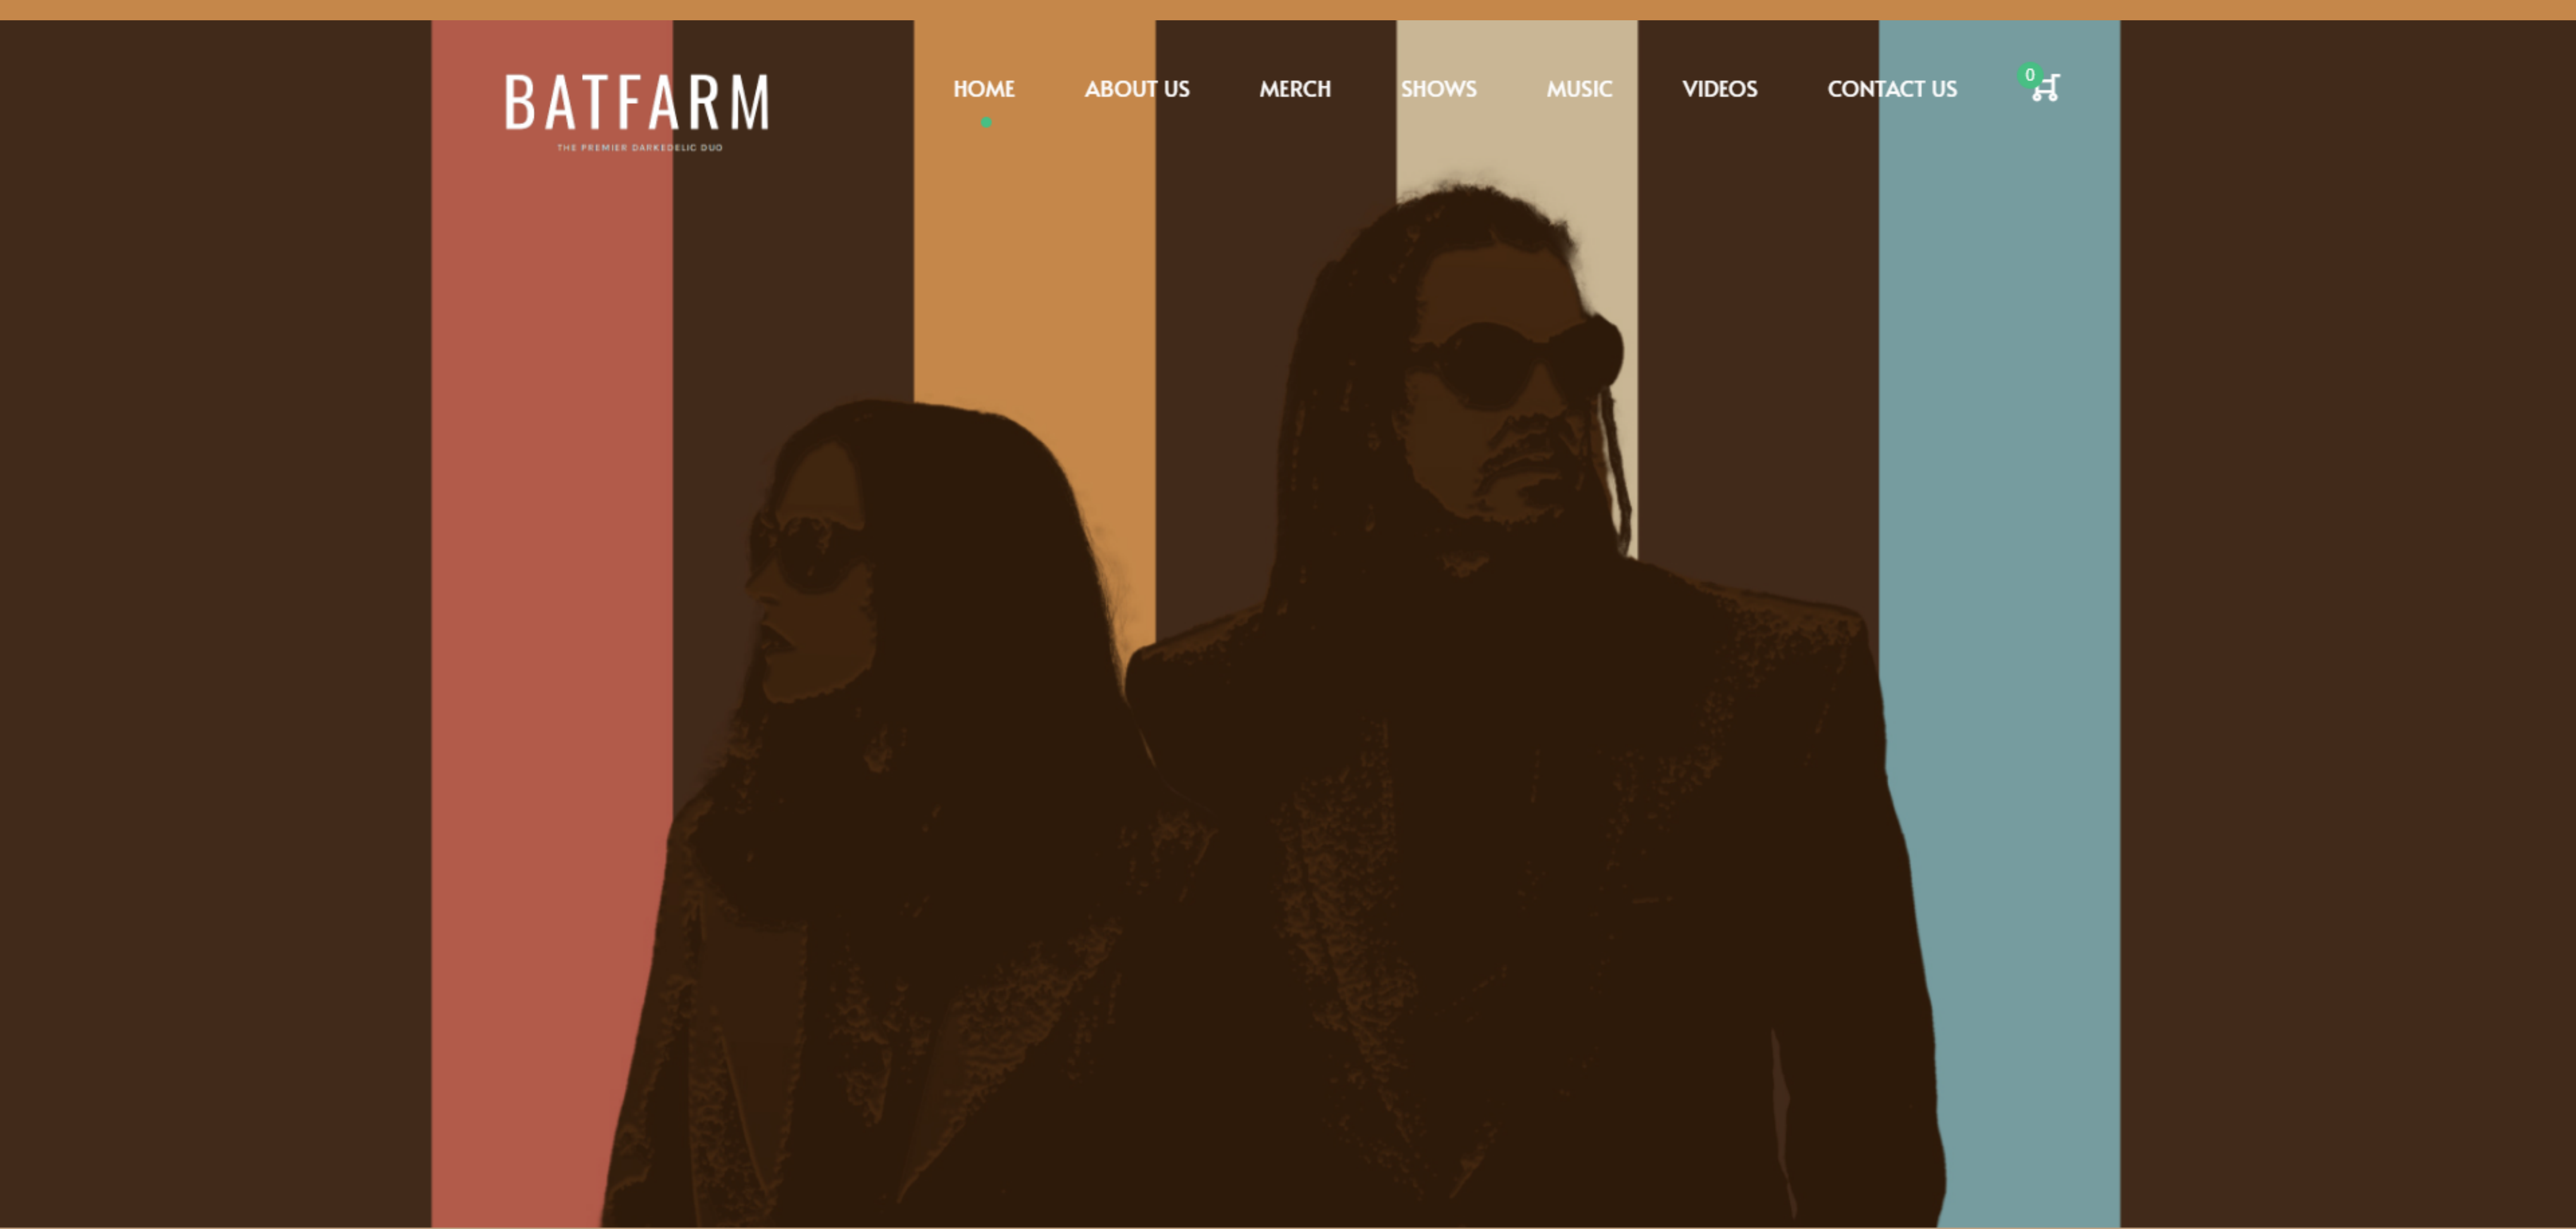 BATFARM
THE PREMIER DARKEDELIC DUO
HOME ABOUT US MERCH SHOWS MUSIC VIDEOS CONTACT US 0